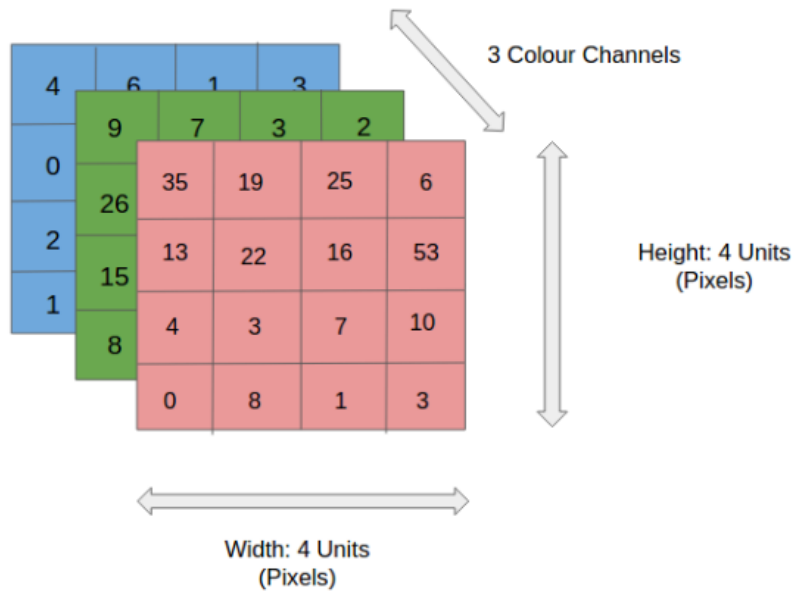 3 Colour Channels
4 6 1 3
9 7 3 2
0
35 19 25 6
26
2
13 22 16 53
Height: 4 Units
(Pixels)
15
1
4 3 7 10
8
0 8 1 3
Width: 4 Units
(Pixels)